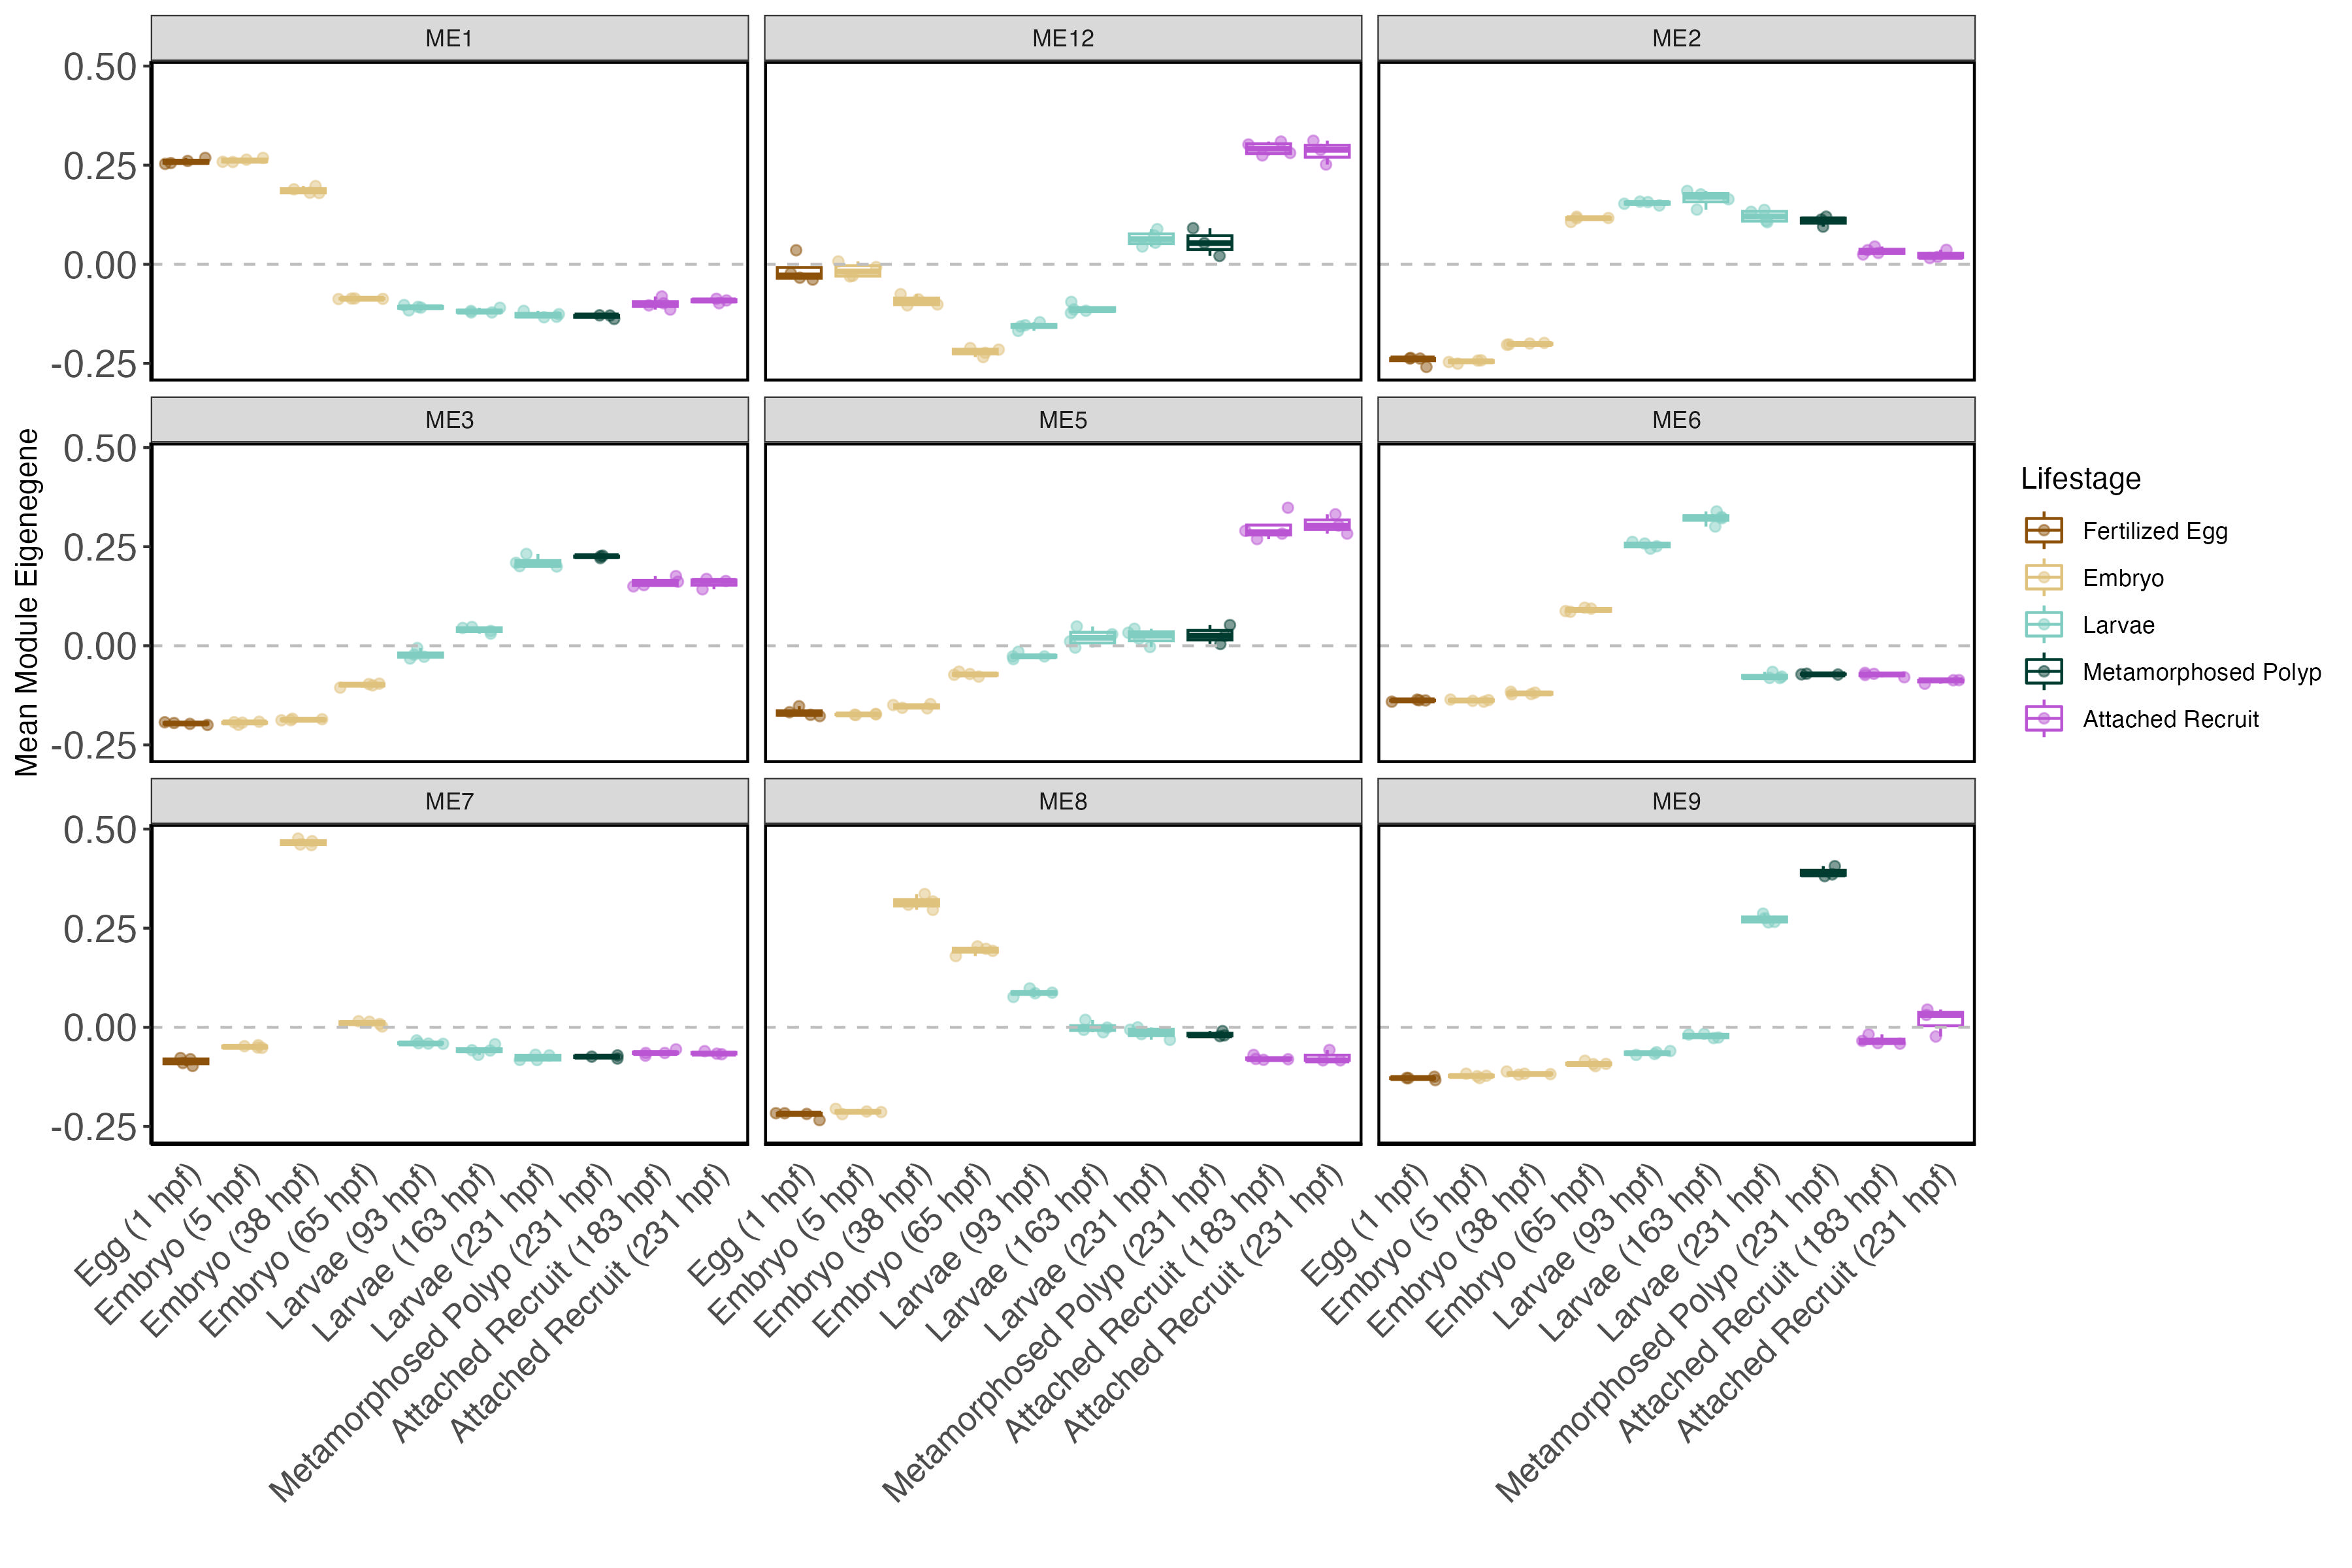 ME1
ME12
ME2
0.50
0.25
0.00
-0.25
ME3
ME5
ME6
0.50
0.25
0.00
-0.25
ME7
ME8
ME9
0.50
0.25
0.00
-0.25
Mean Module Eigenegene
Egg (1 hpf)
Embryo (5 hpf)
Embryo (38 hpf)
Embryo (65 hpf)
Larvae (93 hpf)
Larvae (163 hpf)
Larvae (231 hpf)
Metamorphosed Polyp (231 hpf)
Attached Recruit (183 hpf)
Attached Recruit (231 hpf)
Egg (1 hpf)
Embryo (5 hpf)
Embryo (38 hpf)
Embryo (65 hpf)
Larvae (93 hpf)
Larvae (163 hpf)
Larvae (231 hpf)
Metamorphosed Polyp (231 hpf)
Attached Recruit (183 hpf)
Attached Recruit (231 hpf)
Egg (1 hpf)
Embryo (5 hpf)
Embryo (38 hpf)
Embryo (65 hpf)
Larvae (93 hpf)
Larvae (163 hpf)
Larvae (231 hpf)
Metamorphosed Polyp (231 hpf)
Attached Recruit (183 hpf)
Attached Recruit (231 hpf)
Lifestage
Fertilized Egg
Embryo
Larvae
Metamorphosed Polyp
Attached Recruit